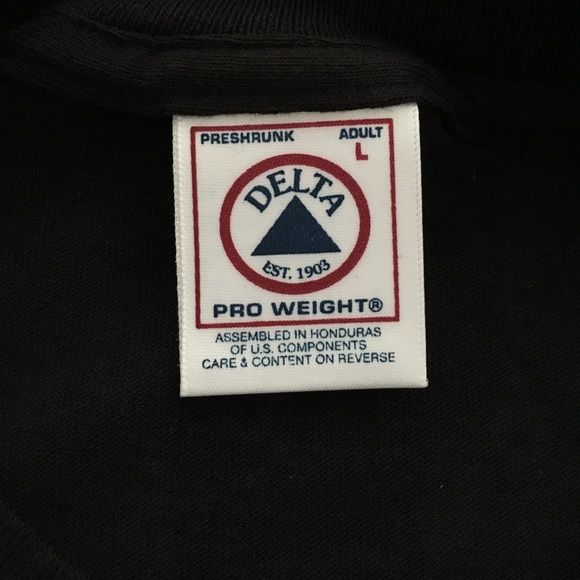 PRESHRUNK ADULT
L
DELTA
EST. 1903
PRO WEIGHT®
ASSEMBLED IN HONDURAS
OF U.S. COMPONENTS
CARE & CONTENT ON REVERSE